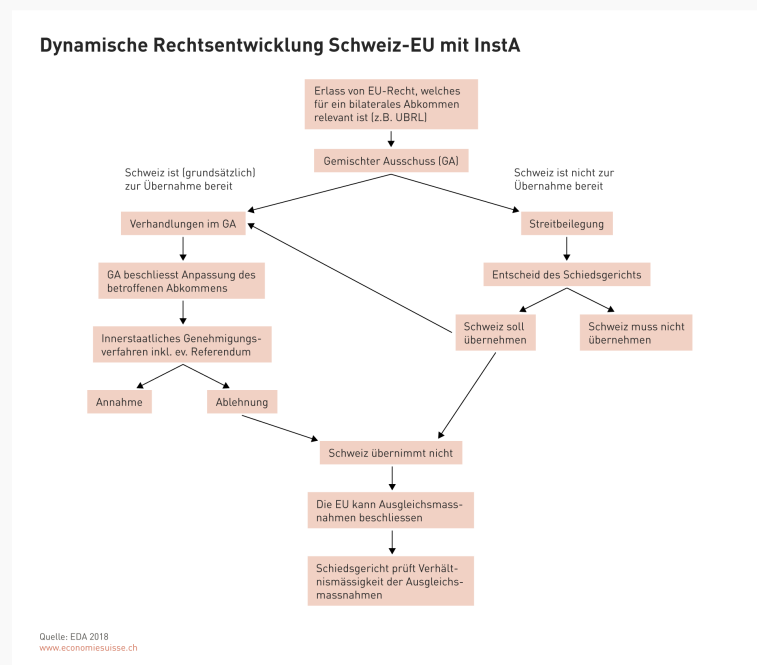 Dynamische Rechtsentwicklung Schweiz-EU mit InstA
Erlass von EU-Recht, welches
für ein bilaterales Abkommen
relevant ist (z.B. UBRL)
Gemischter Ausschuss (GA)
Schweiz ist (grundsätzlich)
zur Übernahme bereit
Schweiz ist nicht zur
Übernahme bereit
Verhandlungen im GA
Streitbeilegung
GA beschliesst Anpassung des
betroffenen Abkommens
Entscheid des Schiedsgerichts
Innerstaatliches Genehmigungs-
verfahren inkl. ev. Referendum
Schweiz soll
übernehmen
Schweiz muss nicht
übernehmen
Annahme
Ablehnung
Schweiz übernimmt nicht
Die EU kann Ausgleichsmass-
nahmen beschliessen
Schiedsgericht prüft Verhält-
nismässigkeit der Ausgleichs-
massnahmen
Quelle: EDA 2018
www.economiesuisse.ch